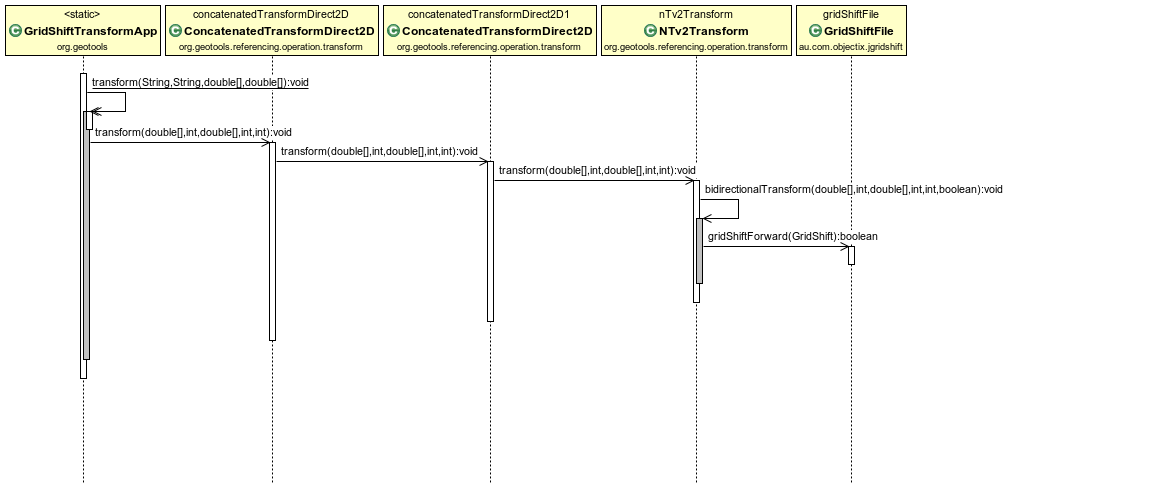 <static>
GridShiftTransformApp
org.geotools
concatenatedTransformDirect2D
ConcatenatedTransformDirect2D
org.geotools.referencing.operation.transform
concatenatedTransformDirect2D1
ConcatenatedTransformDirect2D
org.geotools.referencing.operation.transform
nTv2Transform
NTv2Transform
org.geotools.referencing.operation.transform
gridShiftFile
GridShiftFile
au.com.objectix.jgridshift
transform(String,String,double[],double[]):void
transform(double[],int,double[],int,int):void
transform(double[],int,double[],int,int):void
transform(double[],int,double[],int,int):void
bidirectionalTransform(double[],int,double[],int,int,boolean):void
gridShiftForward(GridShift):boolean